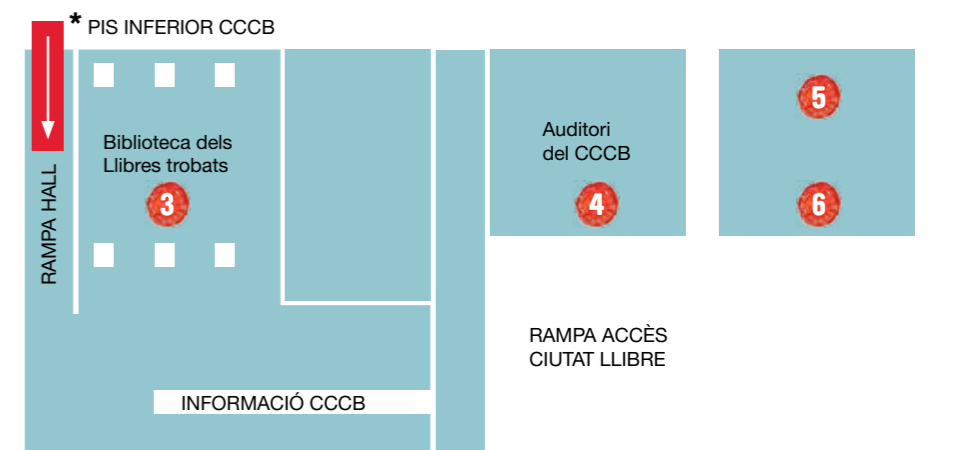 * PIS INFERIOR CCCB
RAMPA HALL
Biblioteca dels
Llibres trobats
3
Auditori
del CCCB
4
5
6
RAMPA ACCÈS
CIUTAT LLIBRE
INFORMACIÓ CCCB